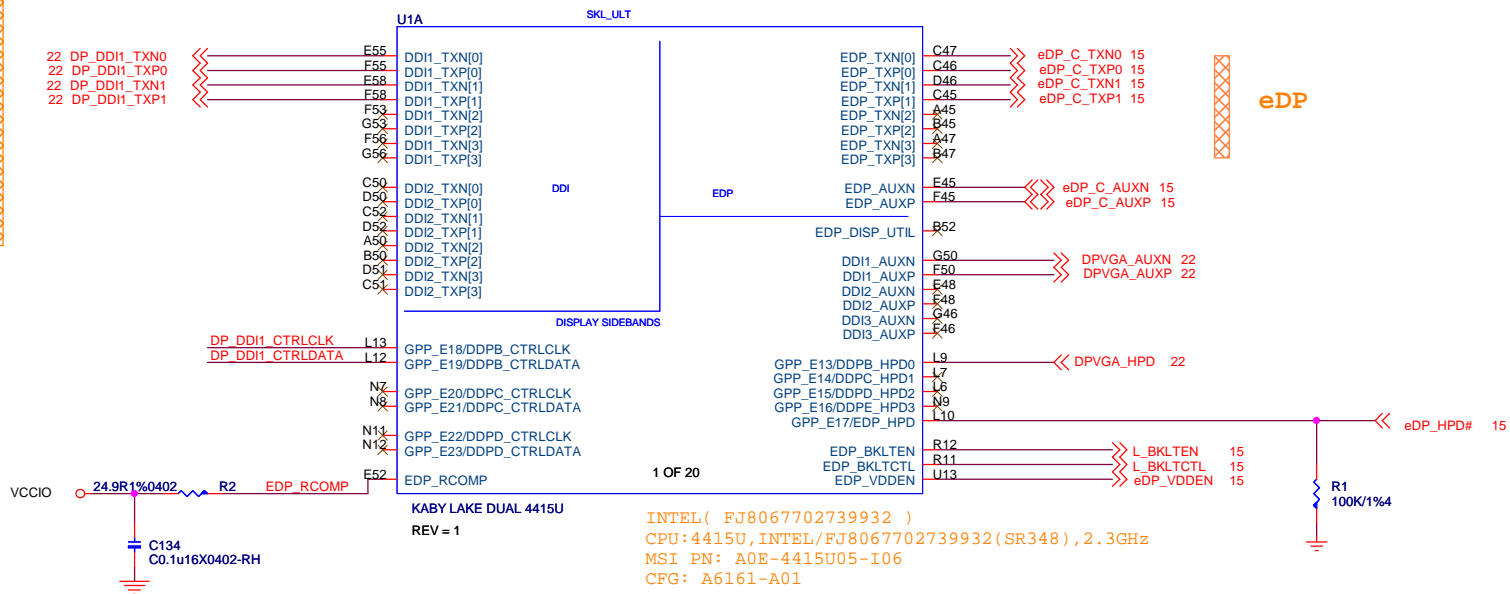 U1A
SKL_ULT
22 DP_DDI1_TXN0 E55 DDI1_TXN[0] EDP_TXN[0] C47 eDP_C_TXN0 15
22 DP_DDI1_TXP0 F55 DDI1_TXP[0] EDP_TXP[0] C46 eDP_C_TXP0 15
22 DP_DDI1_TXN1 E58 DDI1_TXN[1] EDP_TXN[1] D46 eDP_C_TXN1 15
22 DP_DDI1_TXP1 F58 DDI1_TXP[1] EDP_TXP[1] C45 eDP_C_TXP1 15
F53 DDI1_TXN[2] EDP_TXN[2] A45
G53 DDI1_TXP[2] EDP_TXP[2] B45
F56 DDI1_TXN[3] EDP_TXN[3] A47
G56 DDI1_TXP[3] EDP_TXP[3] B47
eDP
C50 DDI2_TXN[0] DDI EDP EDP_AUXN E45 eDP_C_AUXN 15
D50 DDI2_TXP[0] EDP_AUXP F45 eDP_C_AUXP 15
C52 DDI2_TXN[1]
D52 DDI2_TXP[1] EDP_DISP_UTIL B52
A50 DDI2_TXN[2]
B50 DDI2_TXP[2] DDI1_AUXN G50 DPVGA_AUXN 22
D51 DDI2_TXN[3] DDI1_AUXP F50 DPVGA_AUXP 22
C51 DDI2_TXP[3] DDI2_AUXN E48
DDI2_AUXP F48
DISPLAY SIDEBANDS DDI3_AUXN G46
DDI3_AUXP F46
DP_DDI1_CTRLCLK L13 GPP_E18/DDPB_CTRLCLK
DP_DDI1_CTRLDATA L12 GPP_E19/DDPB_CTRLDATA GPP_E13/DDPB_HPD0 L9 DPVGA_HPD 22
GPP_E14/DDPC_HPD1 L7
N7 GPP_E20/DDPC_CTRLCLK GPP_E15/DDPD_HPD2 L6
N8 GPP_E21/DDPC_CTRLDATA GPP_E16/DDPE_HPD3 N9
GPP_E17/EDP_HPD L10 eDP_HPD# 15
N11 GPP_E22/DDPD_CTRLCLK
N12 GPP_E23/DDPD_CTRLDATA EDP_BKLTEN R12 L_BKLTEN 15
EDP_BKLTCTL R11 L_BKLTCTL 15
E52 EDP_RCOMP 1 OF 20 EDP_VDDEN U13 eDP_VDDEN 15
VCCIO 24.9R1%0402 R2 EDP_RCOMP
R1
100K/1%4
KABY LAKE DUAL 4415U
REV = 1
C134
C0.1u16X0402-RH
INTEL( FJ8067702739932 )
CPU:4415U,INTEL/FJ8067702739932(SR348),2.3GHz
MSI PN: A0E-4415U05-I06
CFG: A6161-A01